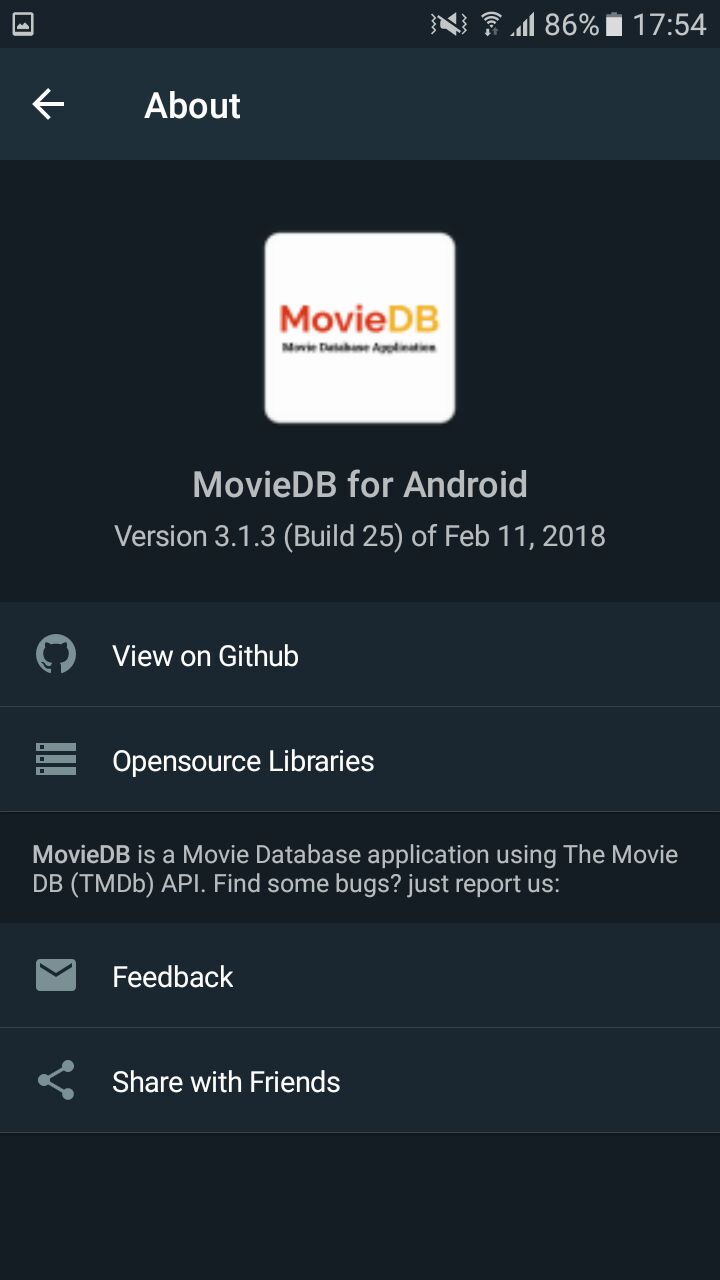 86% 17:54
About
MovieDB
Movie Database Application
MovieDB for Android
Version 3.1.3 (Build 25) of Feb 11, 2018
View on Github
Opensource Libraries
MovieDB is a Movie Database application using The Movie
DB (TMDb) API. Find some bugs? just report us:
Feedback
Share with Friends